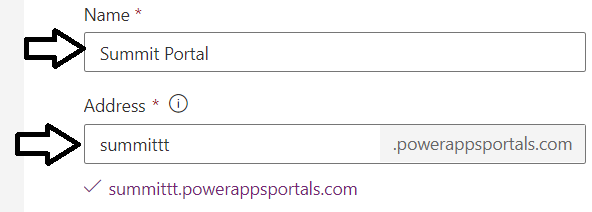 Name *
Summit Portal
Address *
summittt .powerappsportals.com
summittt.powerappsportals.com